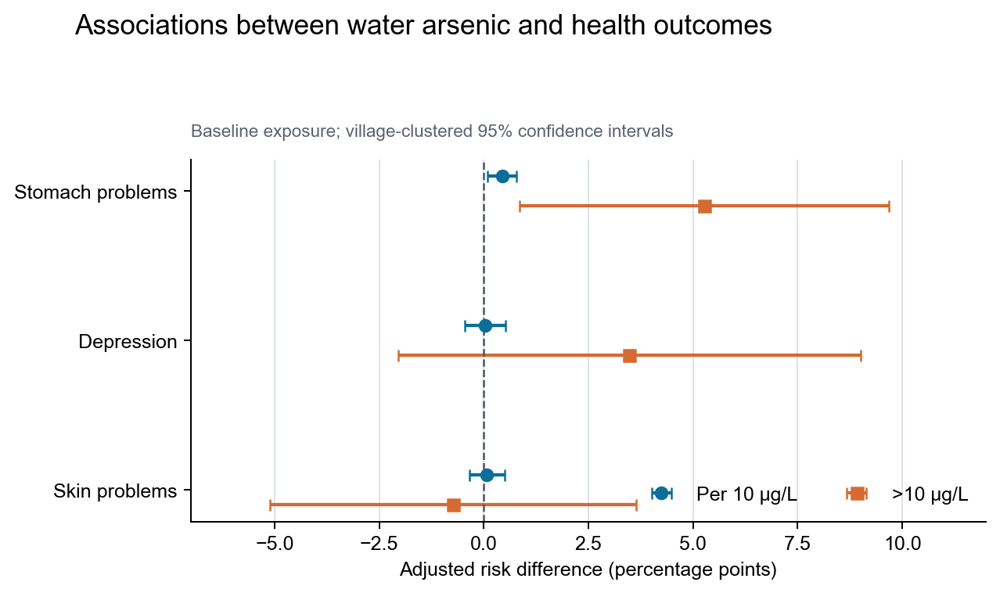 Associations between water arsenic and health outcomes
Baseline exposure; village-clustered 95% confidence intervals
Stomach problems
Depression
Skin problems
Per 10 µg/L >10 µg/L
−5.0 −2.5 0.0 2.5 5.0 7.5 10.0
Adjusted risk difference (percentage points)